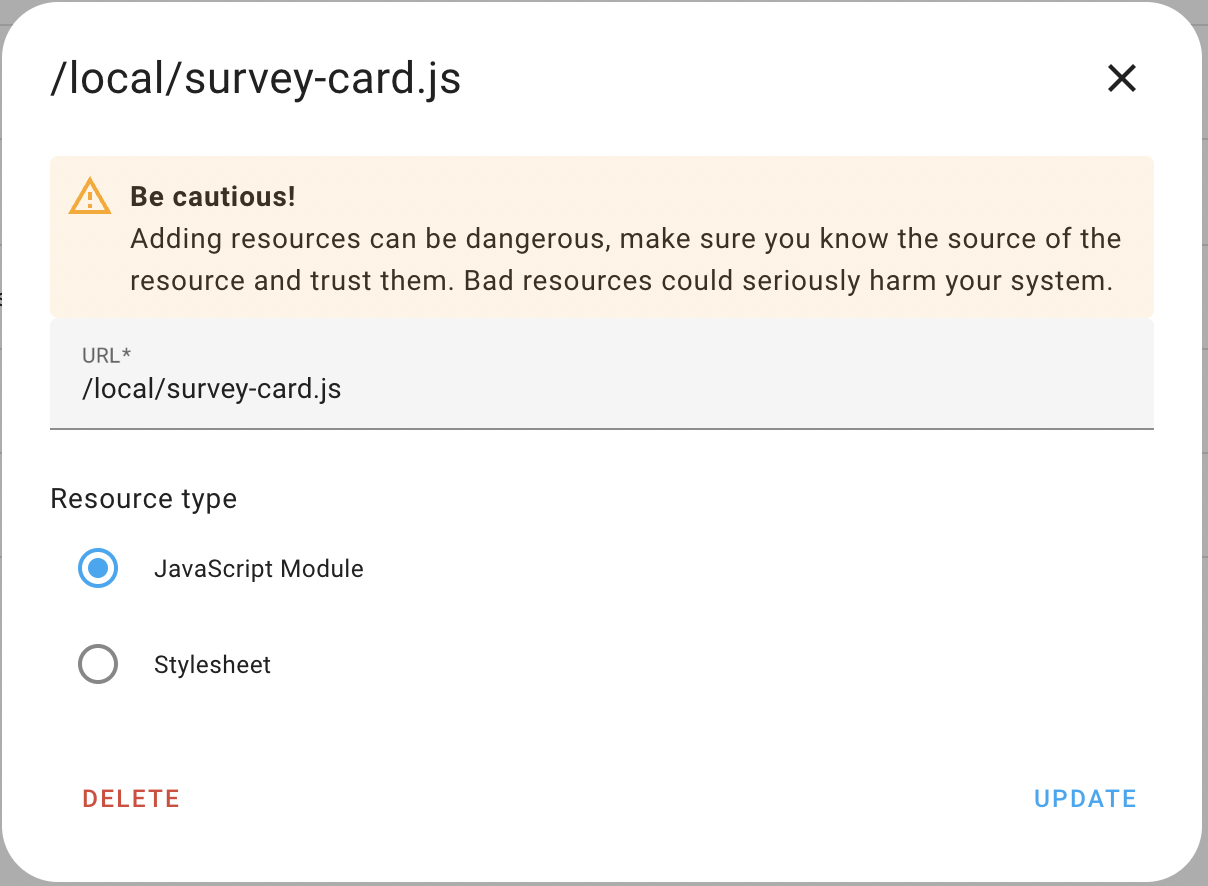 /local/survey-card.js
Be cautious!
Adding resources can be dangerous, make sure you know the source of the
resource and trust them. Bad resources could seriously harm your system.
URL*
/local/survey-card.js
Resource type
JavaScript Module
Stylesheet
DELETE
UPDATE